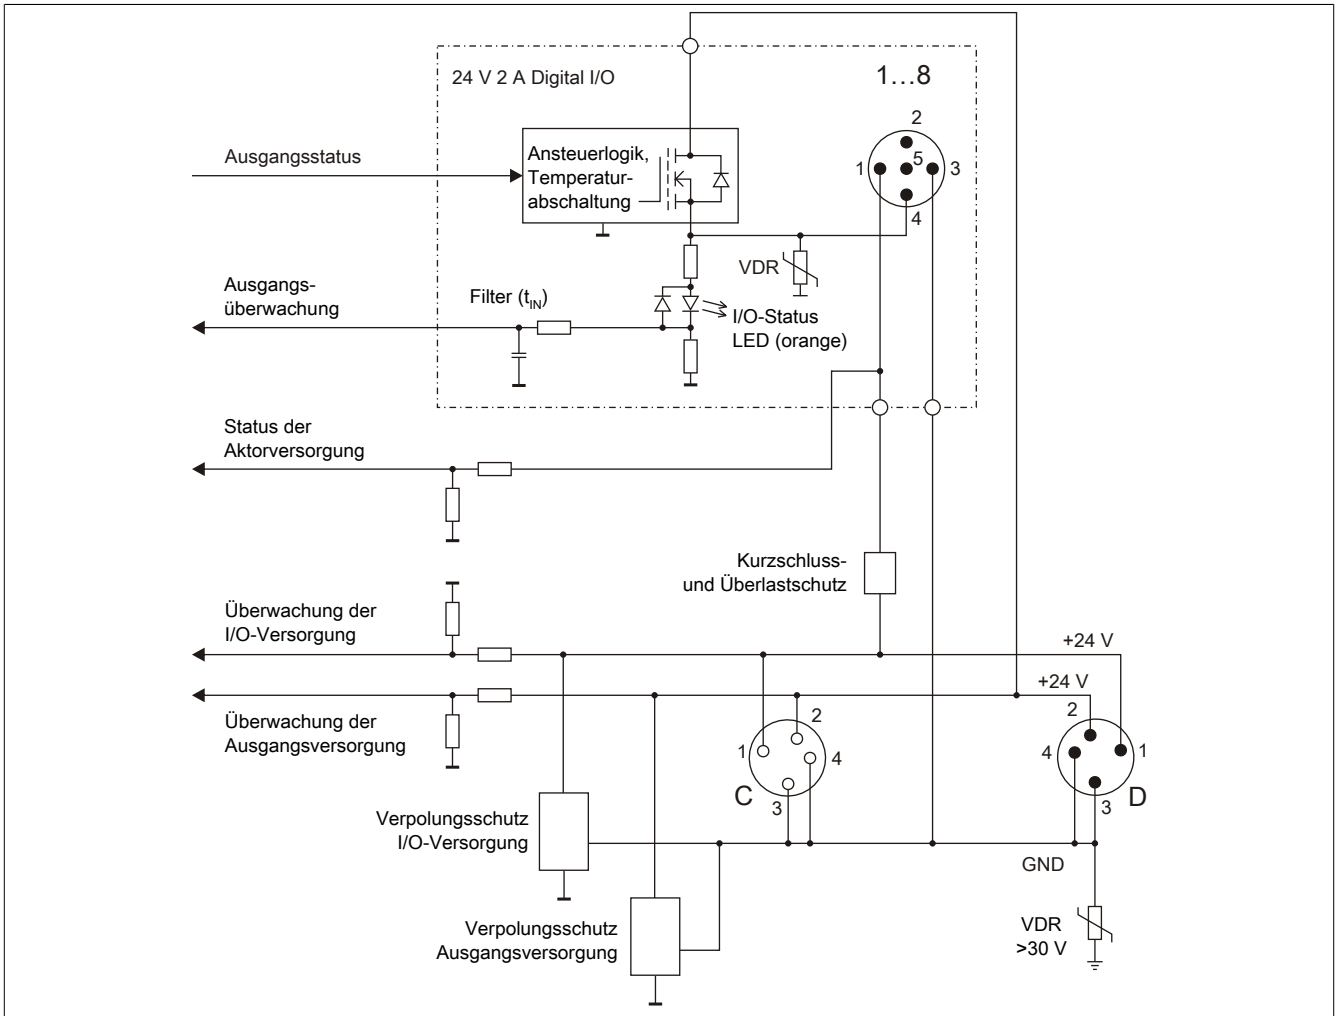 24 V 2 A Digital I/O
1...8
2
1
5
3
4
Ausgangsstatus
Ansteuerlogik,
Temperatur-
abschaltung
VDR
Ausgangs-
überwachung
Filter (tIN)
I/O-Status
LED (orange)
Status der
Aktorversorgung
Kurzschluss-
und Überlastschutz
Überwachung der
I/O-Versorgung
+24 V
+24 V
Überwachung der
Ausgangsversorgung
1
2
4
3
C
2
4
1
3
D
Verpolungsschutz
I/O-Versorgung
GND
Verpolungsschutz
Ausgangsversorgung
VDR
>30 V